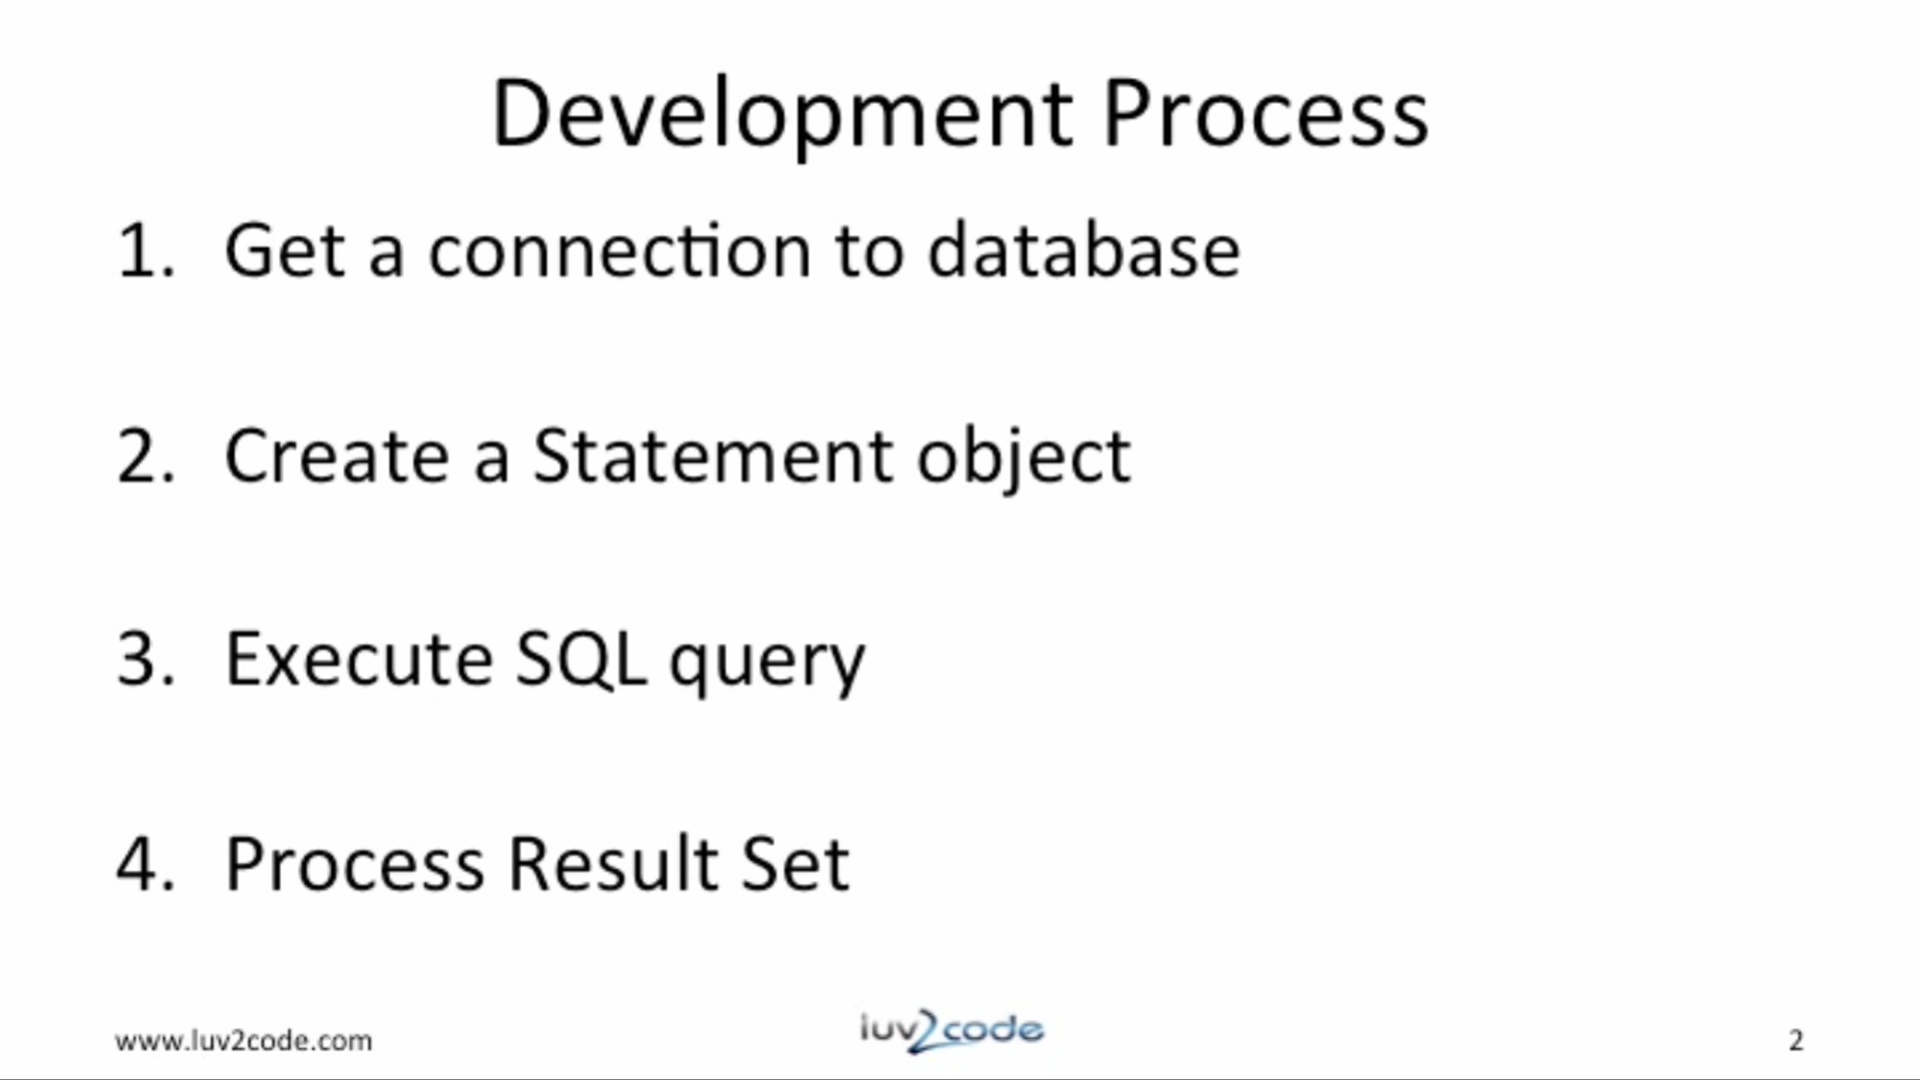 Development Process
1. Get a connection to database
2. Create a Statement object
3. Execute SQL query
4. Process Result Set
www.luv2code.com
luv2code
2